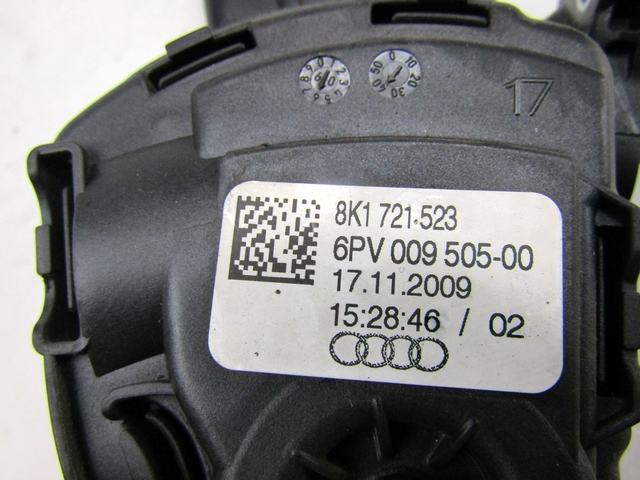 17
8K1 721·523
6PV 009 505-00
17.11.2009
15:28:46 / 02